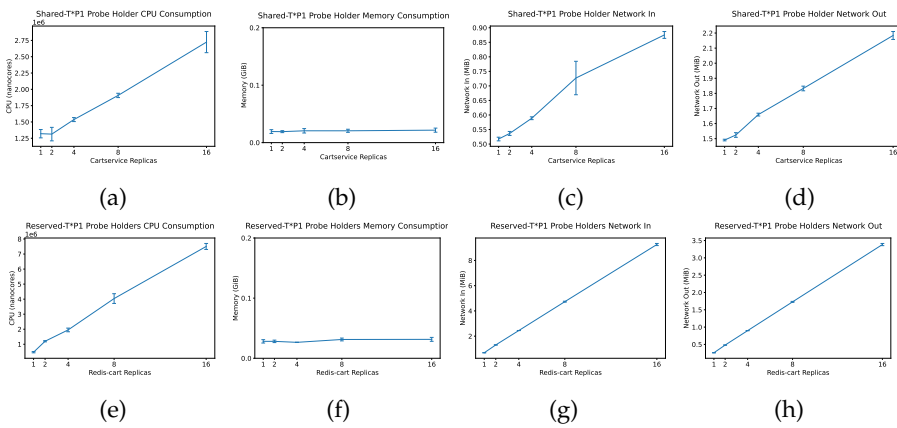 Shared-T*P1 Probe Holder CPU Consumption
1e6
2.75
2.50
2.25
2.00
1.75
1.50
1.25
CPU (nanocores)
1 2 4 8 16
Cartservice Replicas
(a)
Shared-T*P1 Probe Holder Memory Consumption
0.2
0.1
0.0
Memory (GiB)
1 2 4 8 16
Cartservice Replicas
(b)
Shared-T*P1 Probe Holder Network In
0.90
0.85
0.80
0.75
0.70
0.65
0.60
0.55
0.50
Network In (MiB)
1 2 4 8 16
Cartservice Replicas
(c)
Shared-T*P1 Probe Holder Network Out
2.2
2.1
2.0
1.9
1.8
1.7
1.6
1.5
Network Out (MiB)
1 2 4 8 16
Cartservice Replicas
(d)
Reserved-T*P1 Probe Holders CPU Consumption
1e6
8
7
6
5
4
3
2
1
CPU (nanocores)
1 2 4 8 16
Redis-cart Replicas
(e)
Reserved-T*P1 Probe Holders Memory Consumption
0.2
0.1
0.0
Memory (GiB)
1 2 4 8 16
Redis-cart Replicas
(f)
Reserved-T*P1 Probe Holders Network In
8
6
4
2
Network In (MiB)
1 2 4 8 16
Redis-cart Replicas
(g)
Reserved-T*P1 Probe Holders Network Out
3.5
3.0
2.5
2.0
1.5
1.0
0.5
Network Out (MiB)
1 2 4 8 16
Redis-cart Replicas
(h)